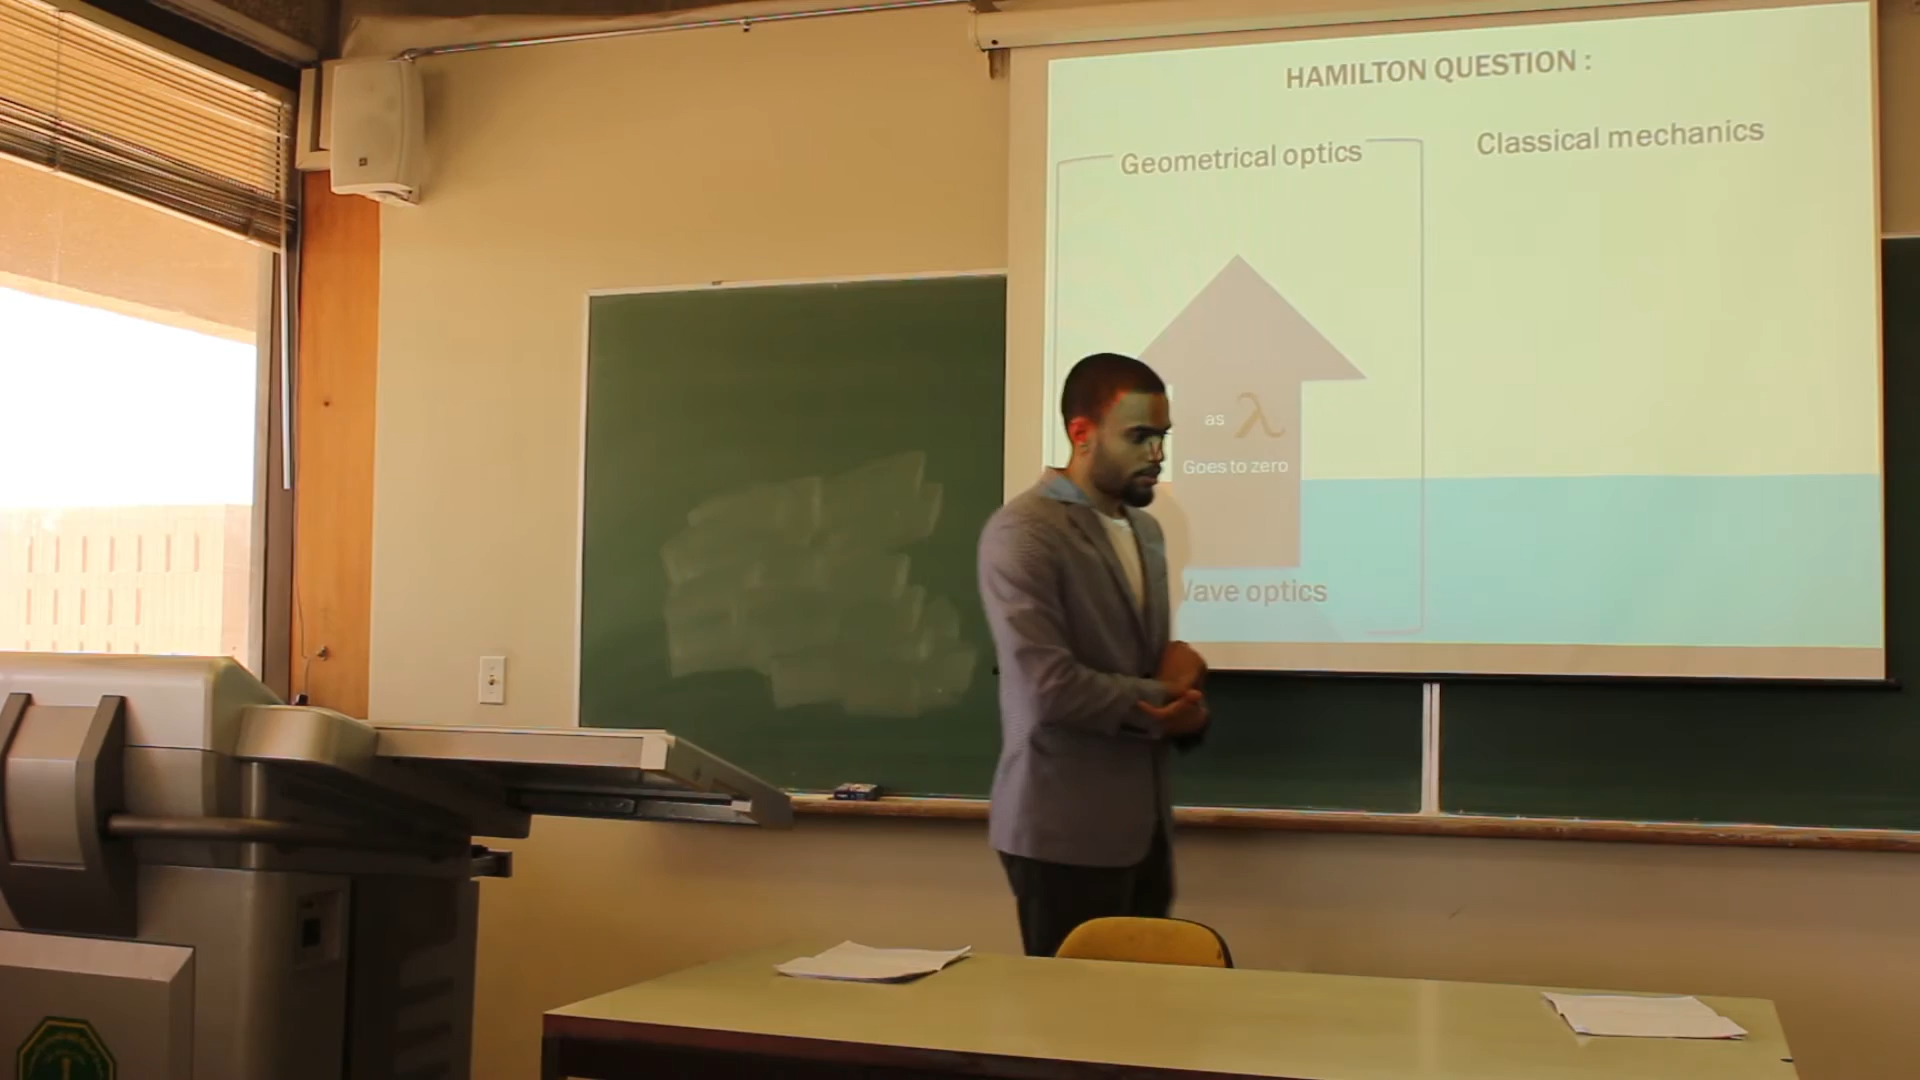 HAMILTON QUESTION :
Geometrical optics
Classical mechanics
as λ
Goes to zero
Wave optics